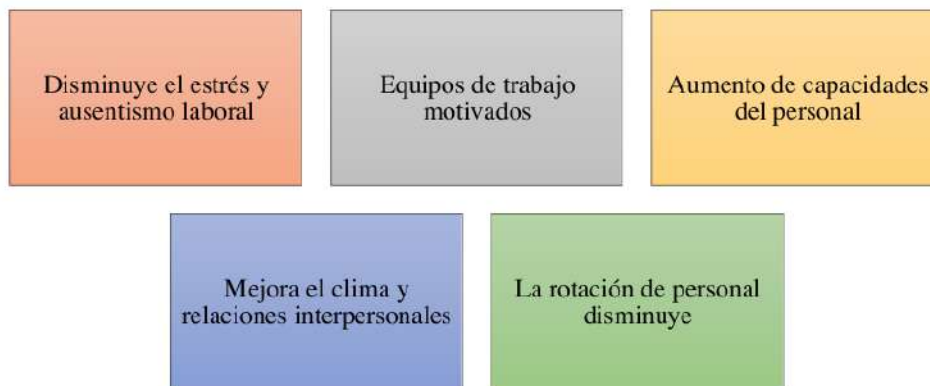 Disminuye el estrés y
ausentismo laboral
Equipos de trabajo
motivados
Aumento de capacidades
del personal
Mejora el clima y
relaciones interpersonales
La rotación de personal
disminuye